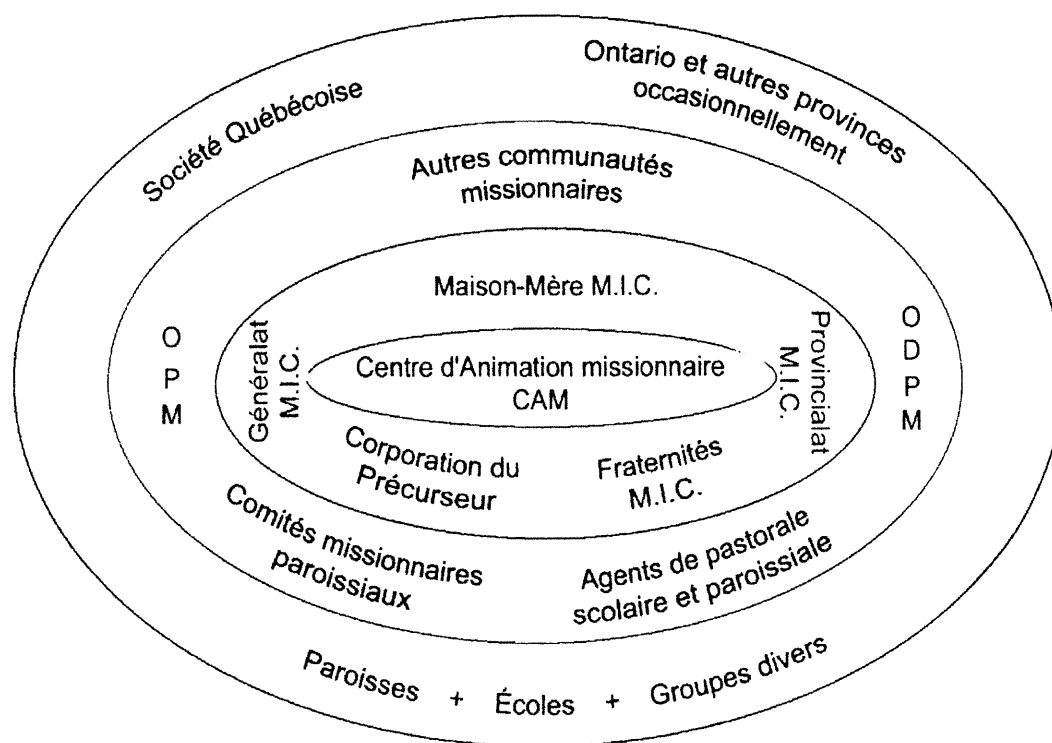 Société Québécoise
Ontario et autres provinces
occasionnellement
Autres communautés
missionnaires
Maison-Mère M.I.C.
O
P
M
Généralat
M.I.C.
Centre d'Animation missionnaire
CAM
Provincialat
M.I.C.
O
D
P
M
Corporation du
Précurseur
Fraternités
M.I.C.
Comités missionnaires
paroissiaux
Agents de pastorale
scolaire et paroissiale
Paroisses + Écoles + Groupes divers